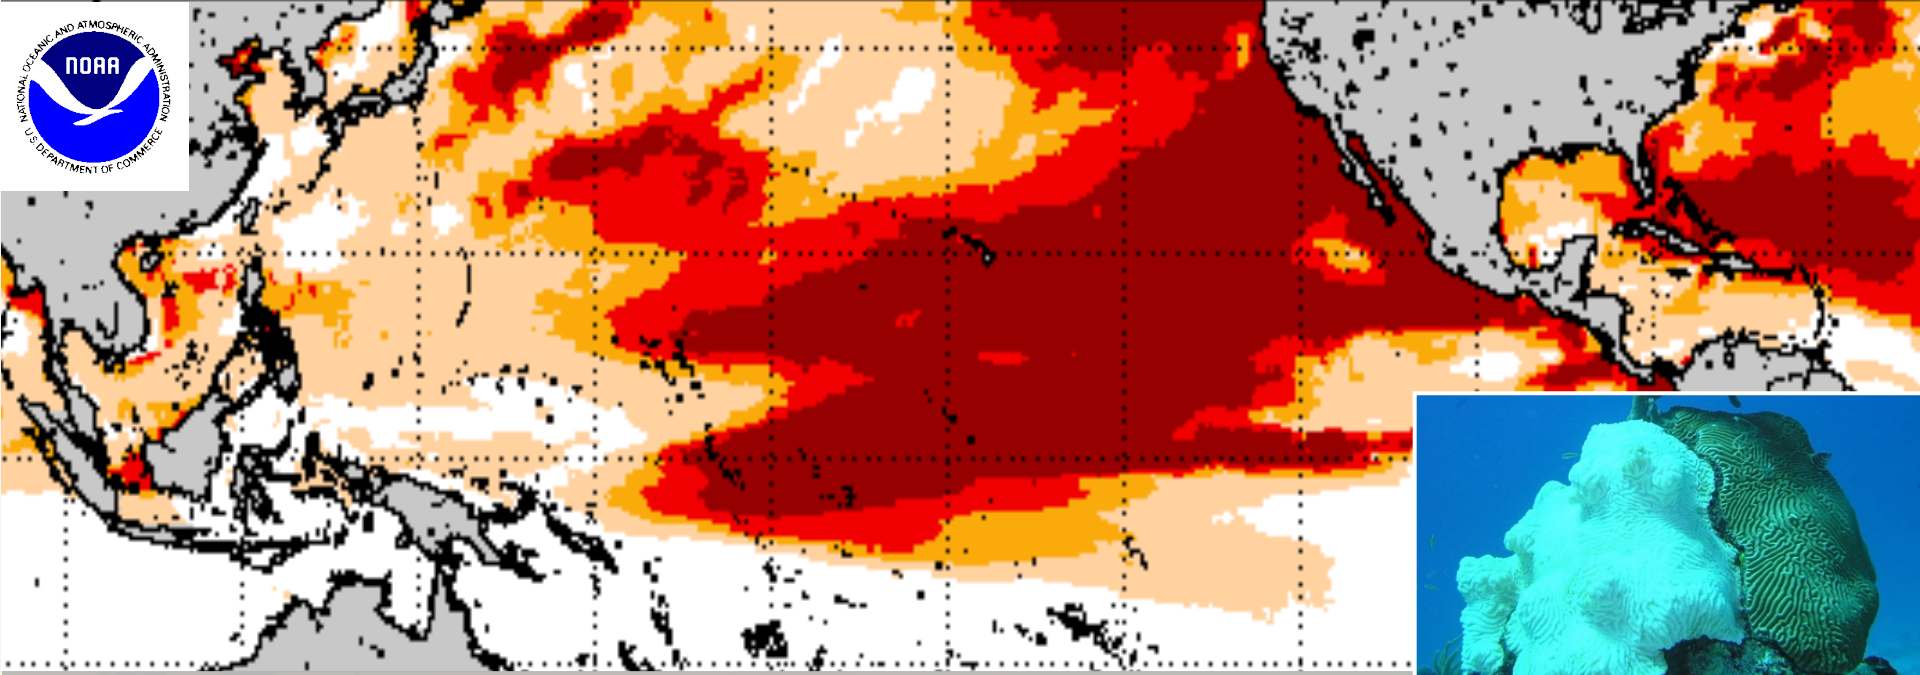 NATIONAL OCEANIC AND ATMOSPHERIC ADMINISTRATION
NOAA
U.S. DEPARTMENT OF COMMERCE